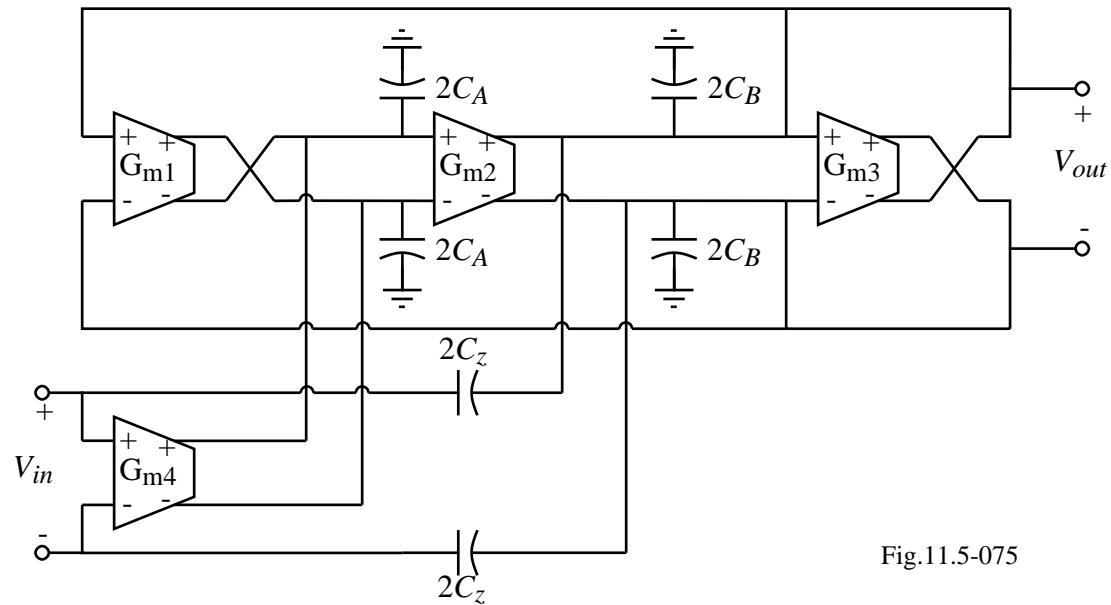 2C_A
2C_B
+
+
G_m1
-
-
+
+
G_m2
-
-
+
+
G_m3
-
-
+
V_out
-
2C_A
2C_B
2C_z
+
V_in
-
+
+
G_m4
-
-
2C_z
Fig.11.5-075